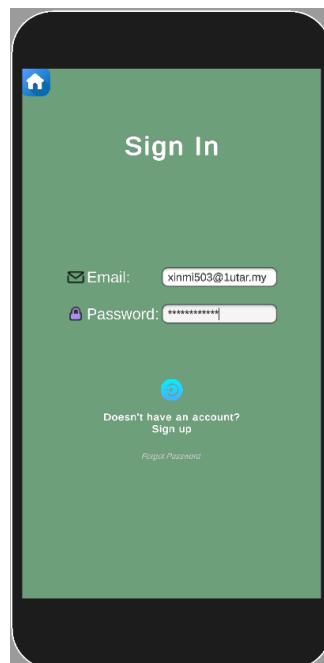 Sign In
Email:
xinmi503@1utar.my
Password:
************
Doesn't have an account?
Sign up
Forgot Password